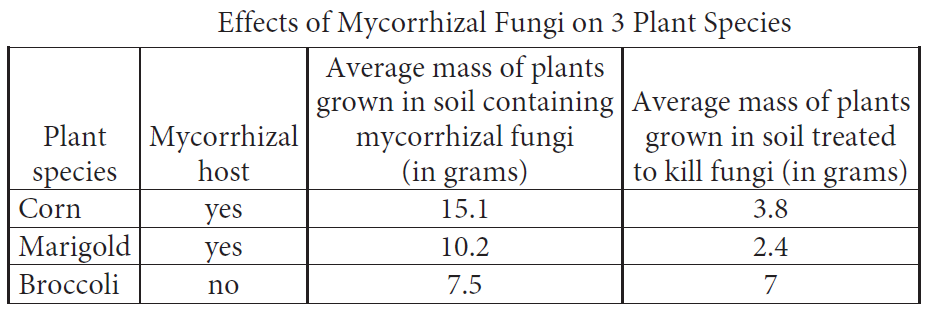 Effects of Mycorrhizal Fungi on 3 Plant Species
Plant species
Mycorrhizal host
Average mass of plants grown in soil containing mycorrhizal fungi (in grams)
Average mass of plants grown in soil treated to kill fungi (in grams)
Corn yes 15.1 3.8
Marigold yes 10.2 2.4
Broccoli no 7.5 7